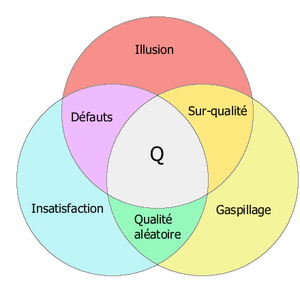 Illusion
Défauts
Sur-qualité
Q
Insatisfaction
Qualité
aléatoire
Gaspillage